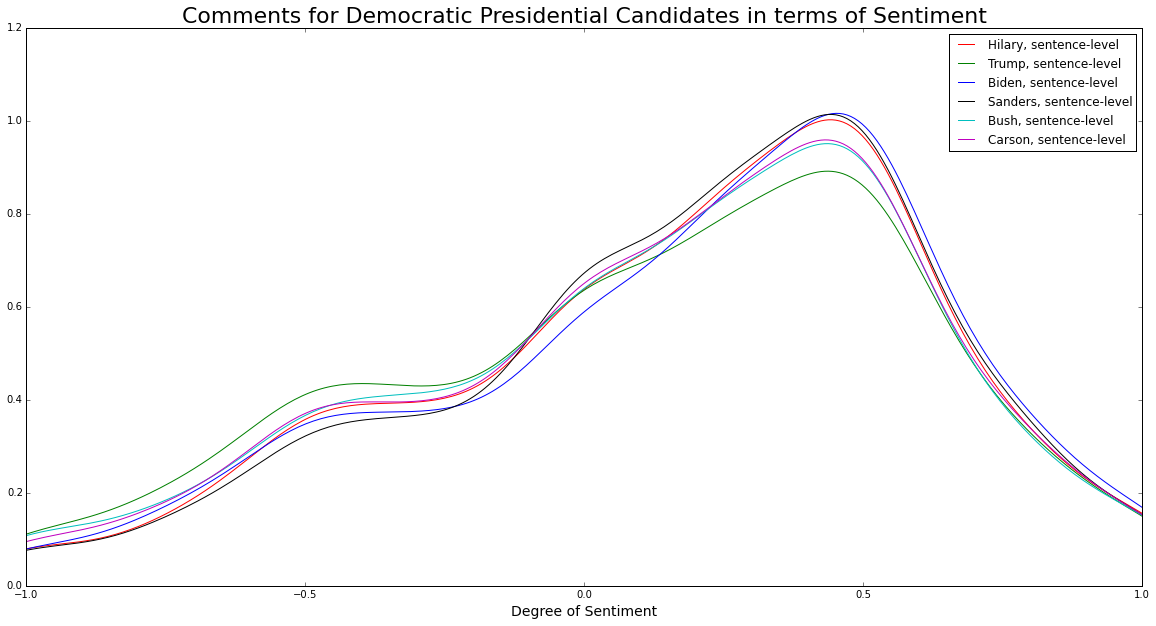 Comments for Democratic Presidential Candidates in terms of Sentiment
1.2
1.0
0.8
0.6
0.4
0.2
0.0
Hilary, sentence-level
Trump, sentence-level
Biden, sentence-level
Sanders, sentence-level
Bush, sentence-level
Carson, sentence-level
−1.0 −0.5 0.0 0.5 1.0
Degree of Sentiment